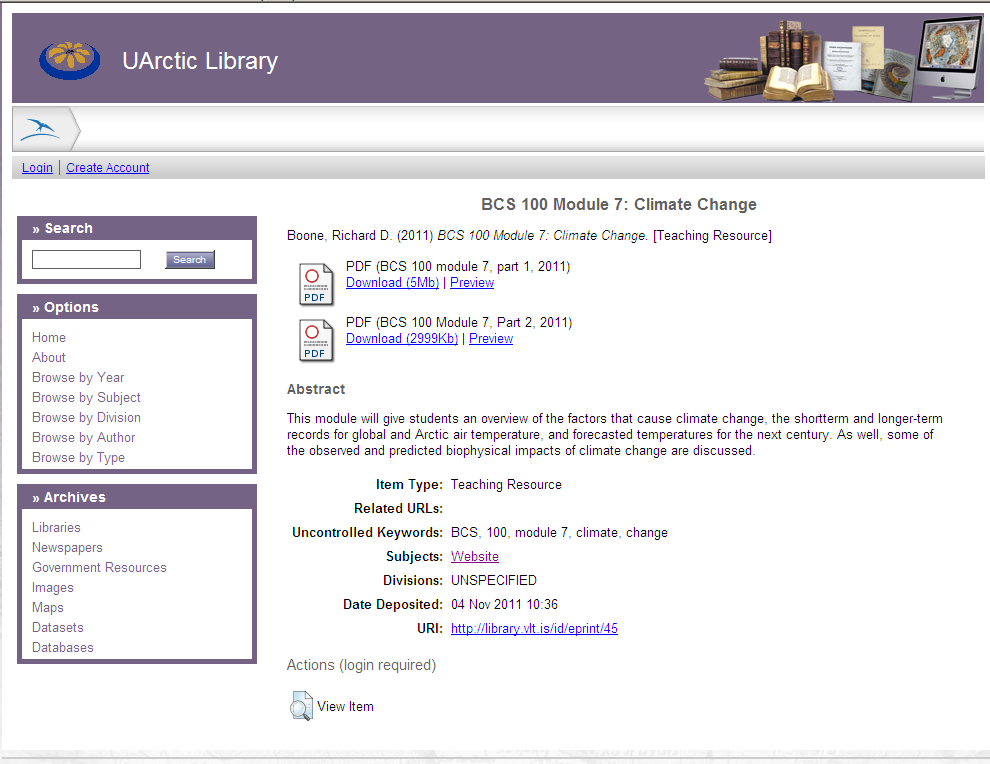 UArctic Library
Login | Create Account
» Search
Search
» Options
Home
About
Browse by Year
Browse by Subject
Browse by Division
Browse by Author
Browse by Type
» Archives
Libraries
Newspapers
Government Resources
Images
Maps
Datasets
Databases
BCS 100 Module 7: Climate Change
Boone, Richard D. (2011) BCS 100 Module 7: Climate Change. [Teaching Resource]
PDF
PDF (BCS 100 module 7, part 1, 2011)
Download (5Mb) | Preview
PDF
PDF (BCS 100 Module 7, Part 2, 2011)
Download (2999Kb) | Preview
Abstract
This module will give students an overview of the factors that cause climate change, the shortterm and longer-term
records for global and Arctic air temperature, and forecasted temperatures for the next century. As well, some of
the observed and predicted biophysical impacts of climate change are discussed.
Item Type: Teaching Resource
Related URLs:
Uncontrolled Keywords: BCS, 100, module 7, climate, change
Subjects: Website
Divisions: UNSPECIFIED
Date Deposited: 04 Nov 2011 10:36
URI: http://library.vlt.is/id/eprint/45
Actions (login required)
View Item